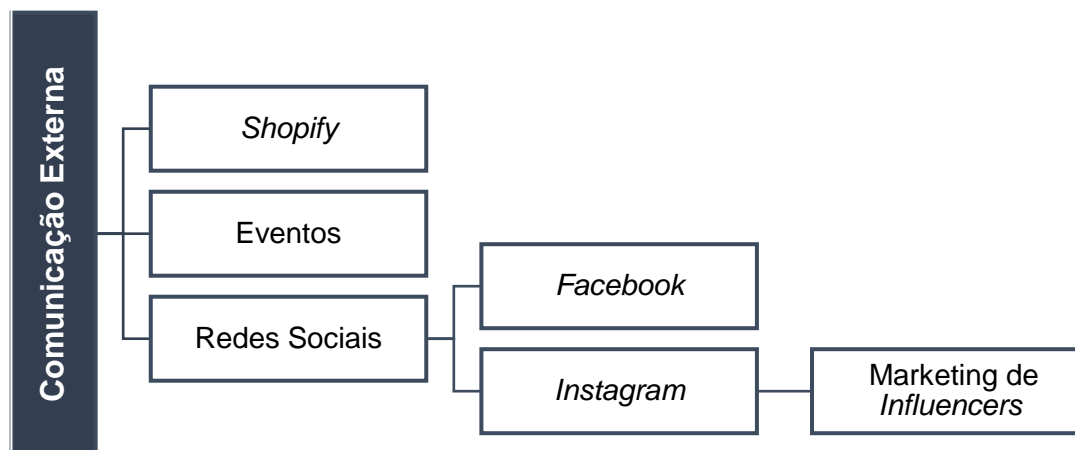 Comunicação Externa
Shopify
Eventos
Redes Sociais
Facebook
Instagram
Marketing de
Influencers